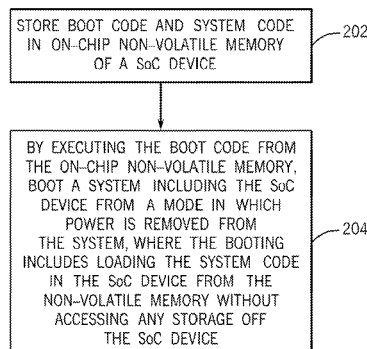 STORE BOOT CODE AND SYSTEM CODE
IN ON-CHIP NON-VOLATILE MEMORY
OF A SoC DEVICE
202
BY EXECUTING THE BOOT CODE FROM
THE ON-CHIP NON-VOLATILE MEMORY,
BOOT A SYSTEM INCLUDING THE SoC
DEVICE FROM A MODE IN WHICH
POWER IS REMOVED FROM
THE SYSTEM, WHERE THE BOOTING
INCLUDES LOADING THE SYSTEM CODE
IN THE SoC DEVICE FROM THE
NON-VOLATILE MEMORY WITHOUT
ACCESSING ANY STORAGE OFF
THE SoC DEVICE
204